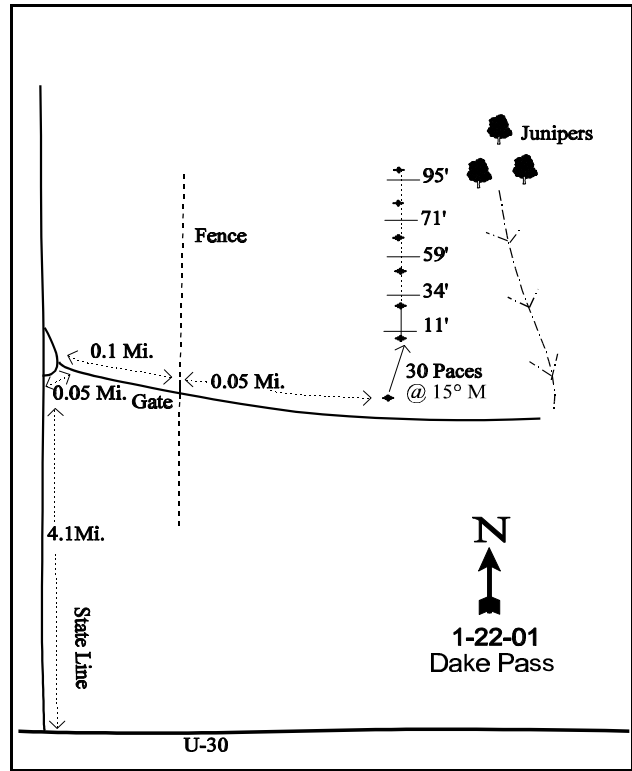 Junipers
95'
71'
59'
34'
11'
Fence
0.1 Mi.
0.05 Mi.
0.05 Mi.
Gate
30 Paces
@ 15° M
4.1Mi.
State Line
N
1-22-01
Dake Pass
U-30